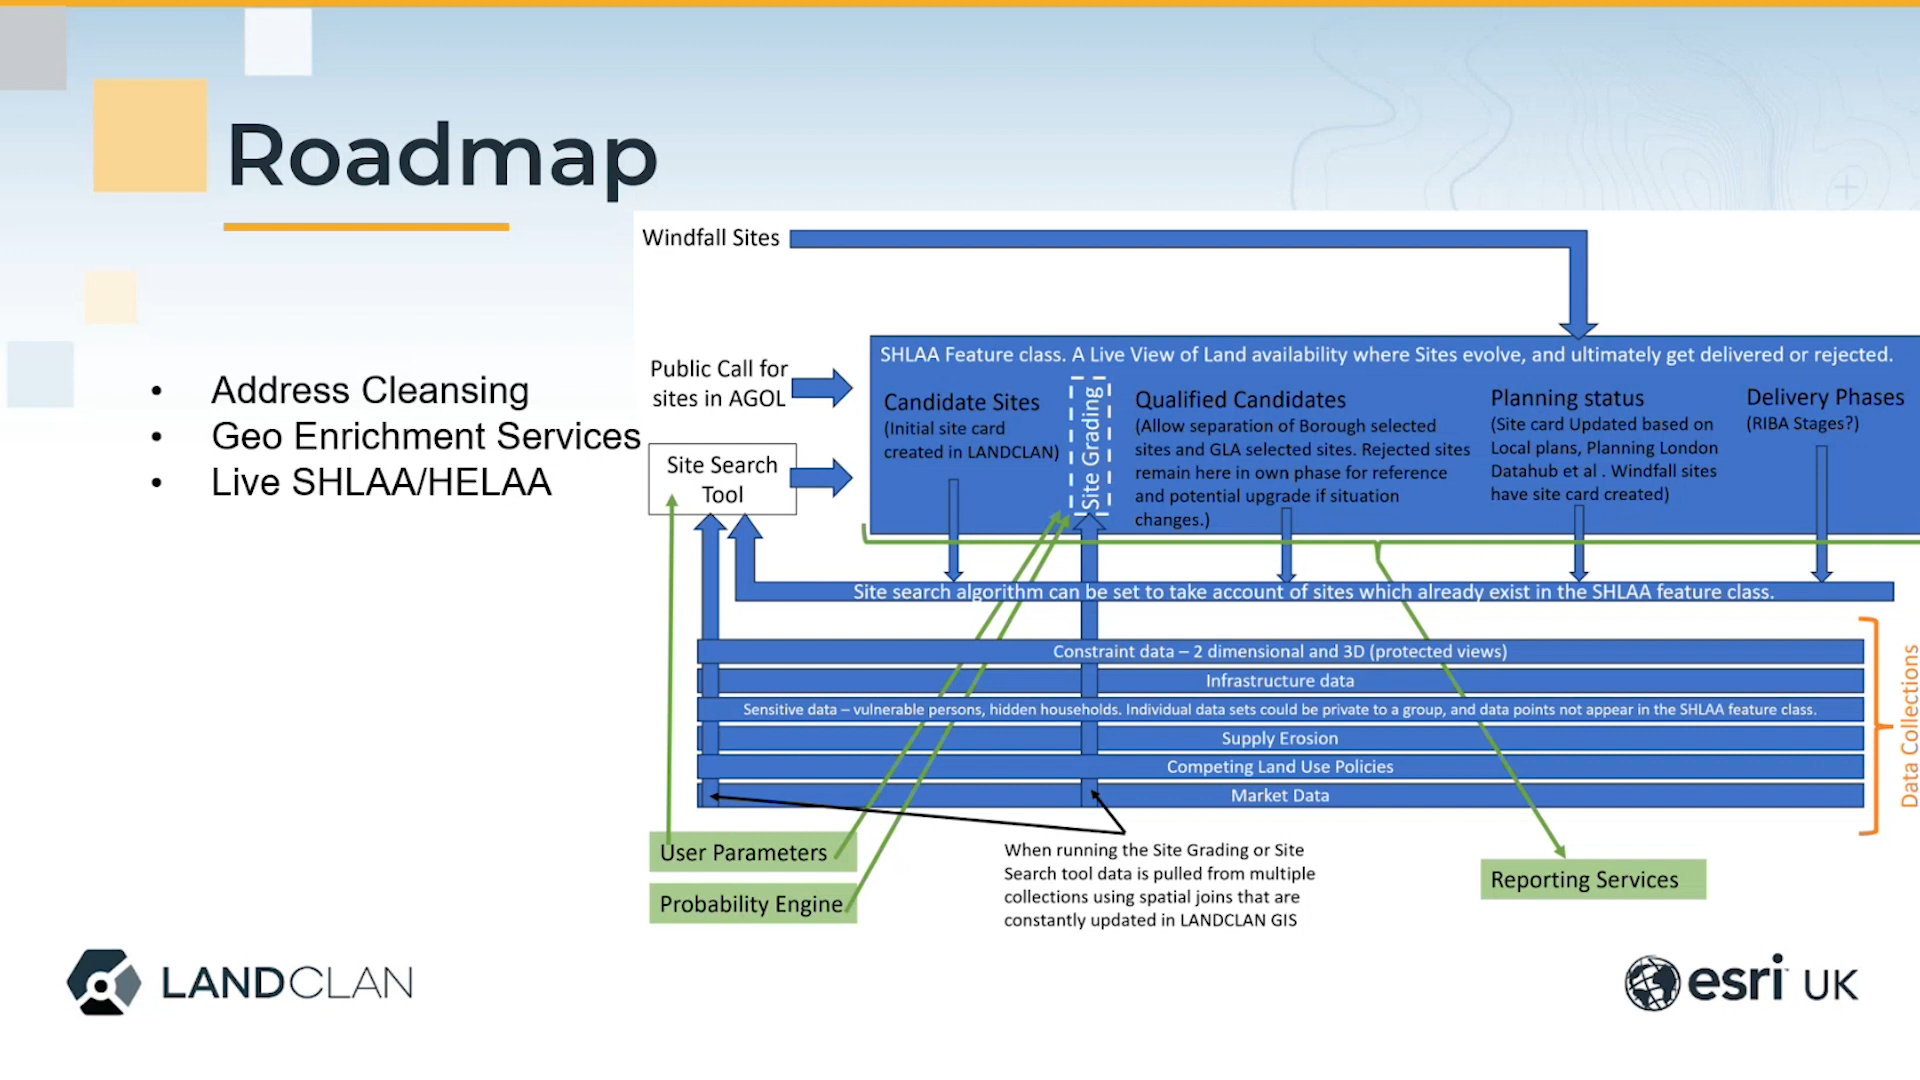 Roadmap
• Address Cleansing
• Geo Enrichment Services
• Live SHLAA/HELAA
Windfall Sites
Public Call for
sites in AGOL
Site Search
Tool
SHLAA Feature class. A Live View of Land availability where Sites evolve, and ultimately get delivered or rejected.
Candidate Sites
(Initial site card
created in LANDCLAN)
Site Grading
Qualified Candidates
(Allow separation of Borough selected
sites and GLA selected sites. Rejected sites
remain here in own phase for reference
and potential upgrade if situation
changes.)
Planning status
(Site card Updated based on
Local plans, Planning London
Datahub et al . Windfall sites
have site card created)
Delivery Phases
(RIBA Stages?)
Site search algorithm can be set to take account of sites which already exist in the SHLAA feature class.
Constraint data – 2 dimensional and 3D (protected views)
Infrastructure data
Sensitive data – vulnerable persons, hidden households. Individual data sets could be private to a group, and data points not appear in the SHLAA feature class.
Supply Erosion
Competing Land Use Policies
Market Data
Data Collections
User Parameters
Probability Engine
When running the Site Grading or Site
Search tool data is pulled from multiple
collections using spatial joins that are
constantly updated in LANDCLAN GIS
Reporting Services
LANDCLAN
esri UK